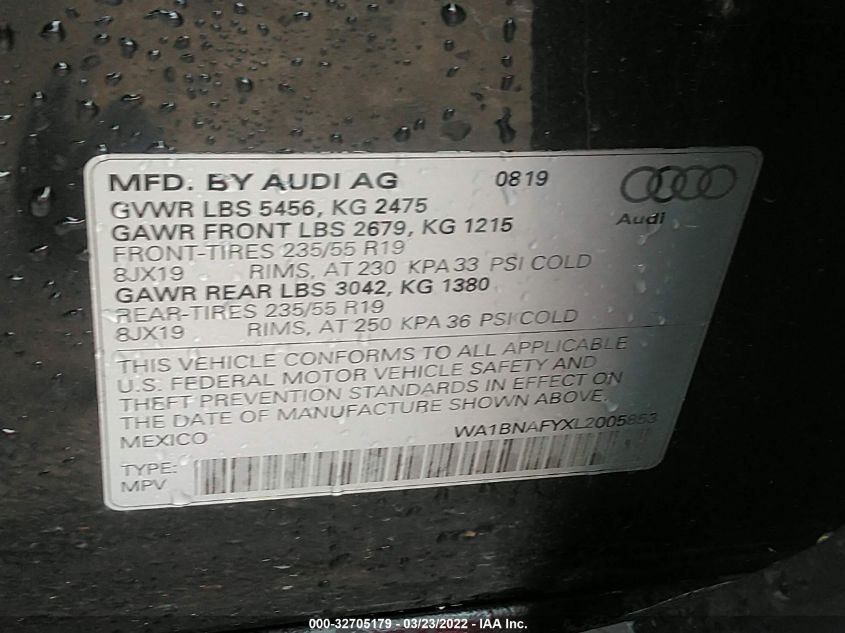 MFD. BY AUDI AG 0819
Audi
GVWR LBS 5456, KG 2475
GAWR FRONT LBS 2679, KG 1215
FRONT-TIRES 235/55 R19
8JX19 RIMS, AT 230 KPA 33 PSI COLD
GAWR REAR LBS 3042, KG 1380
REAR-TIRES 235/55 R19
8JX19 RIMS, AT 250 KPA 36 PSI COLD
THIS VEHICLE CONFORMS TO ALL APPLICABLE
U.S. FEDERAL MOTOR VEHICLE SAFETY AND
THEFT PREVENTION STANDARDS IN EFFECT ON
THE DATE OF MANUFACTURE SHOWN ABOVE.
MEXICO WA1BNAFYXL2005853
TYPE:
MPV
000-32705179 - 03/23/2022 - IAA Inc.